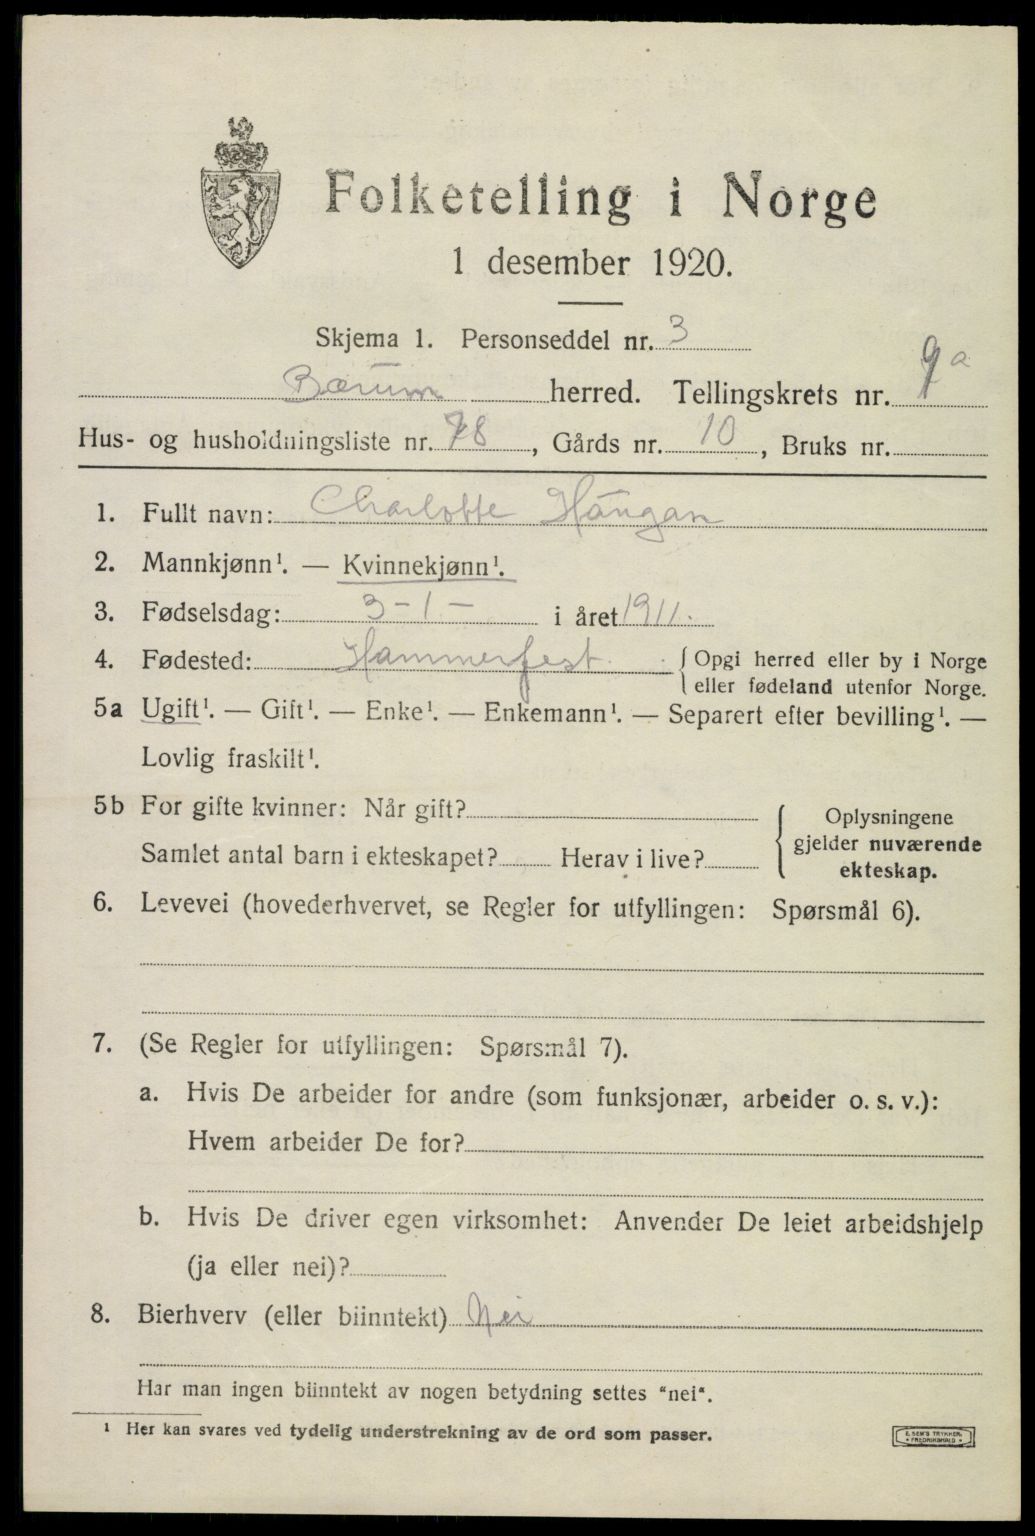 Folketelling i Norge
1 desember 1920.
Skjema 1. Personseddel nr. 3
Bærum herred. Tellingskrets nr. 9a
Hus- og husholdningsliste nr. 78, Gårds nr. 10, Bruks nr.
1. Fullt navn: Charlotte Haugan
2. Mannkjønn¹. — Kvinnekjønn¹.
3. Fødselsdag: 3-1- i året 1911.
4. Fødested: Hammerfest. {Opgi herred eller by i Norge
eller fødeland utenfor Norge.
5a Ugift¹. — Gift¹. — Enke¹. — Enkemann¹. — Separert efter bevilling¹. —
Lovlig fraskilt¹.
5b For gifte kvinner: Når gift?
Samlet antal barn i ekteskapet? Herav i live?
{Oplysningene
gjelder nuværende
ekteskap.
6. Levevei (hovederhvervet, se Regler for utfyllingen: Spørsmål 6).
7. (Se Regler for utfyllingen: Spørsmål 7).
a. Hvis De arbeider for andre (som funksjonær, arbeider o. s. v.):
Hvem arbeider De for?
b. Hvis De driver egen virksomhet: Anvender De leiet arbeidshjelp
(ja eller nei)?
8. Bierhverv (eller biinntekt) Nei
Har man ingen biinntekt av nogen betydning settes "nei".
¹ Her kan svares ved tydelig understrekning av de ord som passer.
E. SEM'S TRYKKERI
• FREDRIKSHALD •